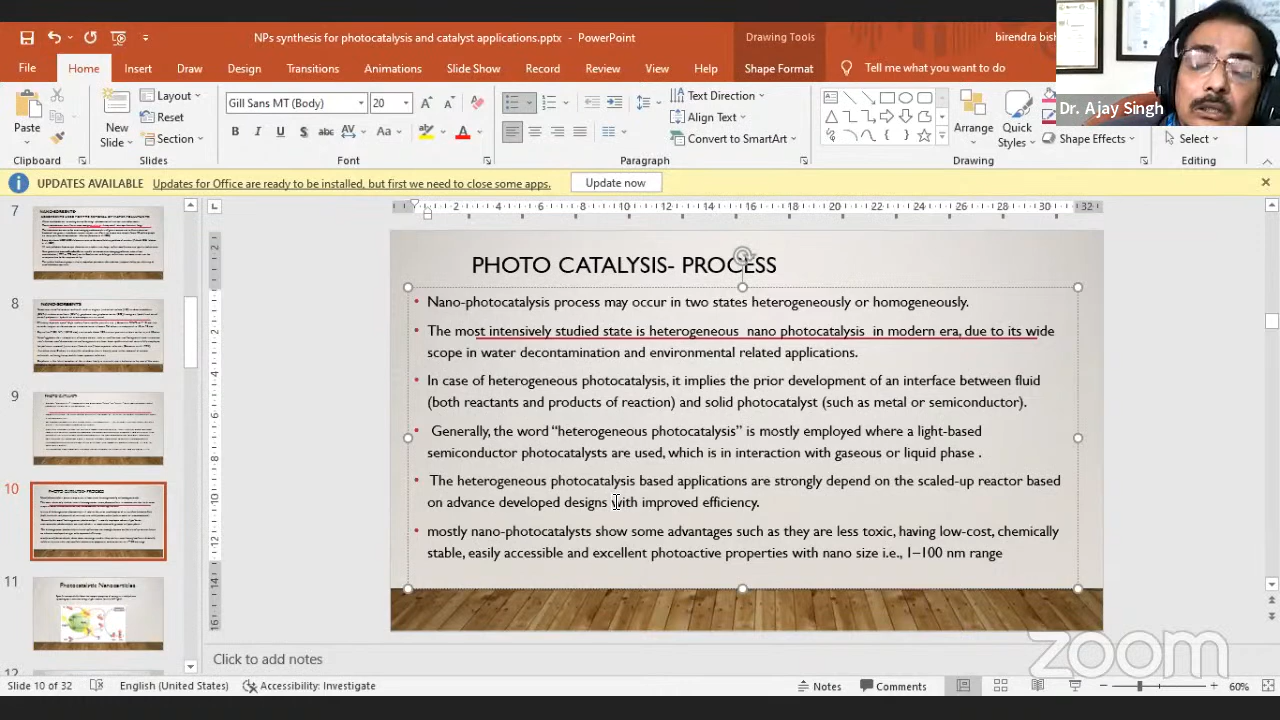 NPs synthesis for photocatalysis and catalyst applications.pptx - PowerPoint
Drawing Tools
birendra bish
File
Home
Insert
Draw
Design
Transitions
Animations
Slide Show
Record
Review
View
Help
Shape Format
Tell me what you want to do
Dr. Ajay Singh
Paste
New
Slide
Layout
Reset
Section
Gill Sans MT (Body)
20
Text Direction
Align Text
Convert to SmartArt
Arrange
Quick
Styles
Shape Effects
Select
Clipboard
Slides
Font
Paragraph
Drawing
Editing
UPDATES AVAILABLE Updates for Office are ready to be installed, but first we need to close some apps.
Update now
7
8
9
10
11
12
PHOTO CATALYSIS- PROCESS
• Nano-photocatalysis process may occur in two states heterogeneously or homogeneously.
• The most intensive studied state is heterogeneous nanophotocatalysis in modern era due to its wide
scope in water decontamination and environmental related applications.
• In case of heterogeneous photocatalysis, it implies the prior development of an interface between fluid
(both reactants and products of reaction) and solid photocatalyst (such as metal or semiconductor).
• Generally, the word "heterogeneous photocatalysis" mostly employed where a light-based
semiconductor photocatalysts are used, which is in interaction with gaseous or liquid phase .
• The heterogeneous photocatalysis based applications are strongly depend on the scaled-up reactor based
on advanced and designs with improved efficiency.
• mostly nanophotocatalysts show some advantages such as they are less toxic, having low-cost, chemically
stable, easily accessible and excellent photoactive properties with nano size i.e., 1–100 nm range
zoom
Click to add notes
Slide 10 of 32
English (United States)
Accessibility: Investigate
Notes
Comments
60%